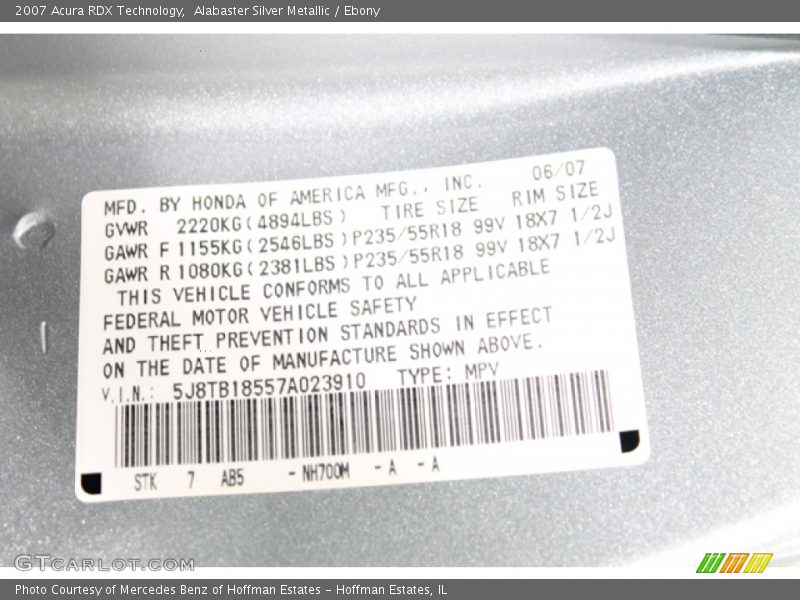 2007 Acura RDX Technology, Alabaster Silver Metallic / Ebony
MFD. BY HONDA OF AMERICA MFG., INC. 06/07
GVWR 2220KG(4894LBS) TIRE SIZE RIM SIZE
GAWR F 1155KG(2546LBS) P235/55R18 99V 18X7 1/2J
GAWR R 1080KG(2381LBS) P235/55R18 99V 18X7 1/2J
THIS VEHICLE CONFORMS TO ALL APPLICABLE
FEDERAL MOTOR VEHICLE SAFETY
AND THEFT PREVENTION STANDARDS IN EFFECT
ON THE DATE OF MANUFACTURE SHOWN ABOVE.
V.I.N.: 5J8TB18557A023910 TYPE: MPV
STK 7 AB5 -NH700M -A -A
GTCARLOT.COM
Photo Courtesy of Mercedes Benz of Hoffman Estates - Hoffman Estates, IL